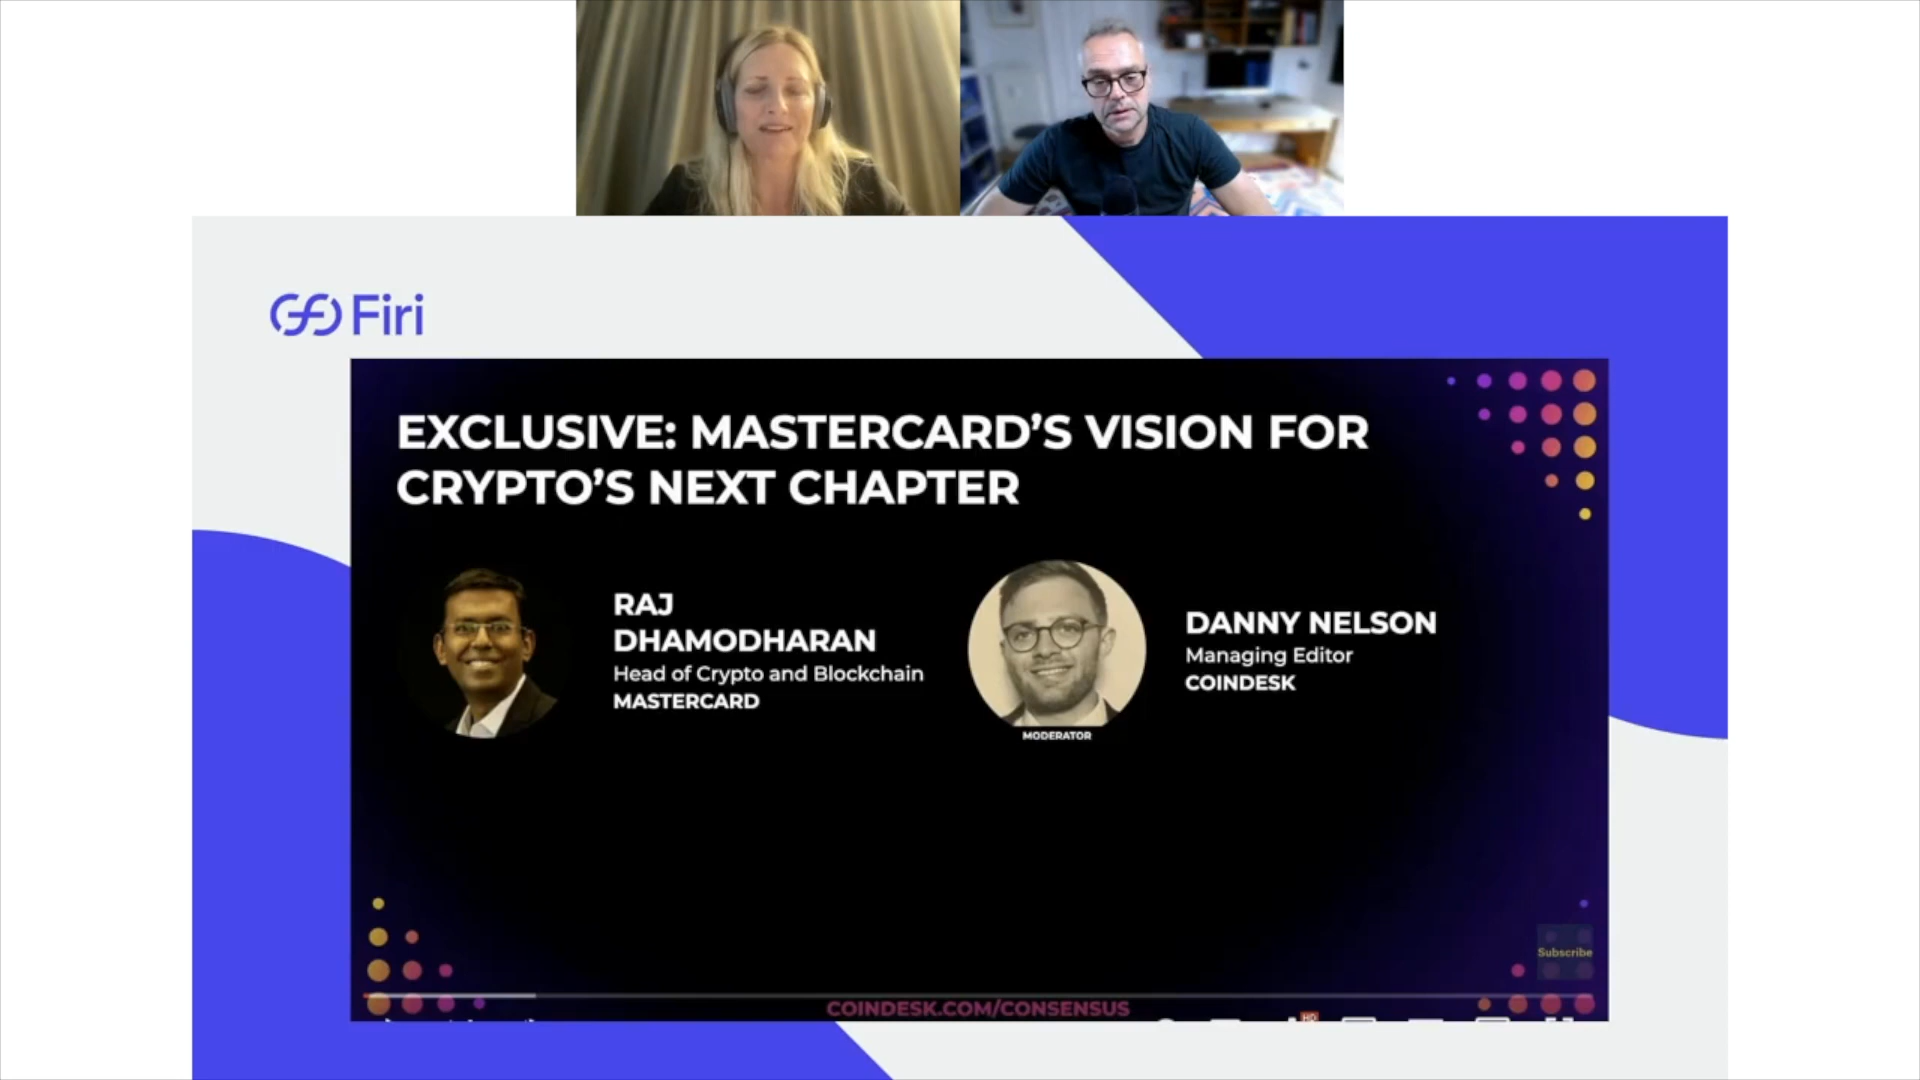 Firi
EXCLUSIVE: MASTERCARD’S VISION FOR
CRYPTO’S NEXT CHAPTER
RAJ
DHAMODHARAN
Head of Crypto and Blockchain
MASTERCARD
MODERATOR
DANNY NELSON
Managing Editor
COINDESK
Subscribe
COINDESK.COM/CONSENSUS
HD